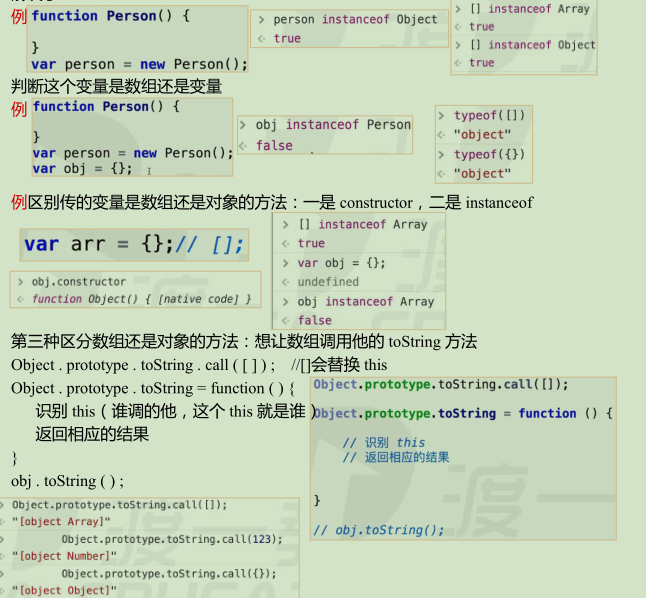 例
function Person() {
}
var person = new Person();
> person instanceof Object
< true
> [] instanceof Array
< true
> [] instanceof Object
< true
判断这个变量是数组还是变量
例
function Person() {
}
var person = new Person();
var obj = {};
> obj instanceof Person
< false
> typeof([])
< "object"
> typeof({})
< "object"
例区别传的变量是数组还是对象的方法：一是 constructor，二是 instanceof
var arr = {};// [];
> obj.constructor
< function Object() { [native code] }
> [] instanceof Array
< true
> var obj = {};
< undefined
> obj instanceof Array
< false
第三种区分数组还是对象的方法：想让数组调用他的 toString 方法
Object . prototype . toString . call ( [ ] ) ; //[]会替换 this
Object . prototype . toString = function ( ) {
识别 this（谁调的他，这个 this 就是谁）
返回相应的结果
}
obj . toString ( ) ;
Object.prototype.toString.call([]);
Object.prototype.toString = function () {
// 识别 this
// 返回相应的结果
}
// obj.toString();
> Object.prototype.toString.call([]);
< "[object Array]"
> Object.prototype.toString.call(123);
< "[object Number]"
> Object.prototype.toString.call({});
< "[object Object]"